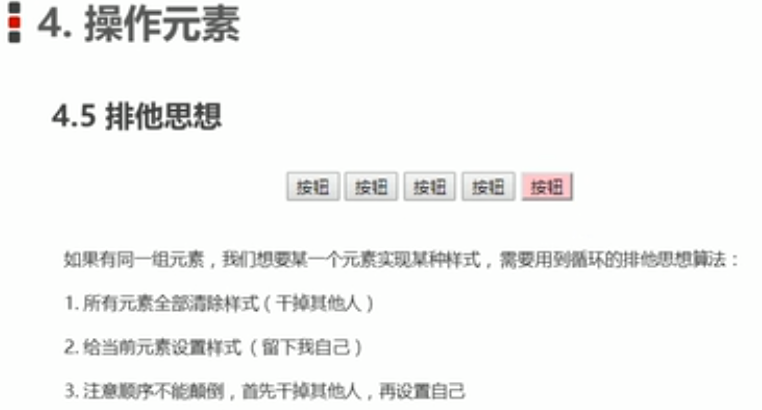 4. 操作元素
4.5 排他思想
按钮 按钮 按钮 按钮 按钮
如果有同一组元素，我们想要某一个元素实现某种样式，需要用到循环的排他思想算法：
1. 所有元素全部清除样式（干掉其他人）
2. 给当前元素设置样式（留下我自己）
3. 注意顺序不能颠倒，首先干掉其他人，再设置自己